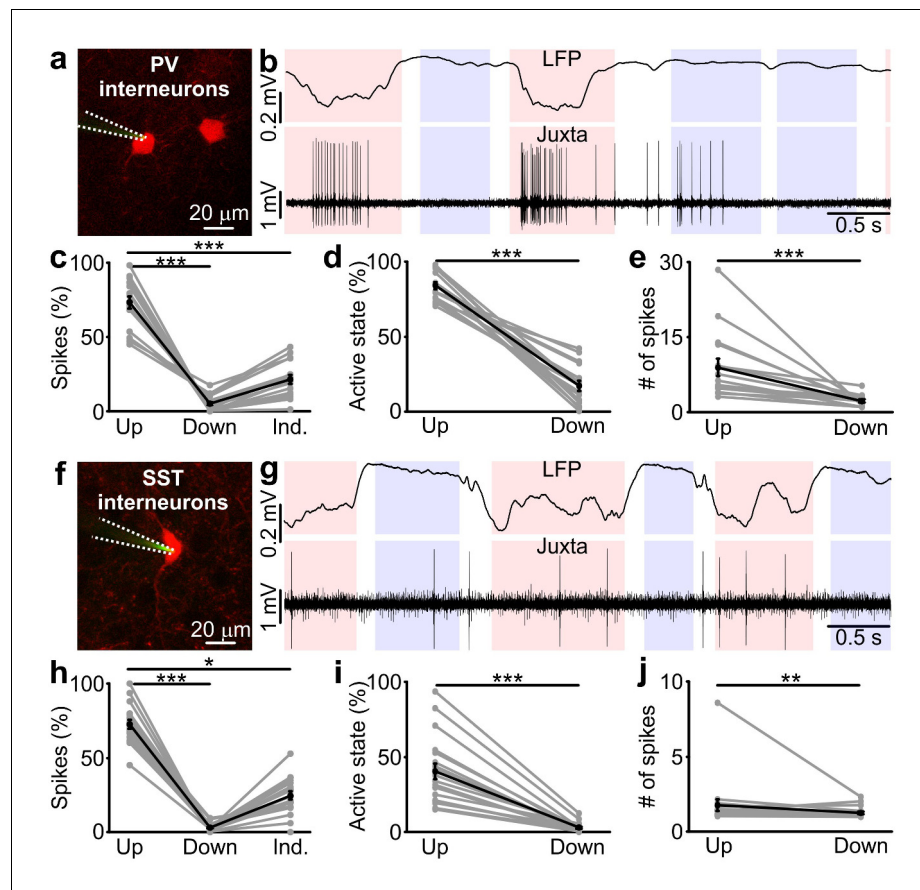 a
PV
interneurons
20 μm
b
LFP
0.2 mV
Juxta
1 mV
0.5 s
c
***
***
100
50
0
Spikes (%)
Up Down Ind.
d
***
100
50
0
Active state (%)
Up Down
e
***
30
15
0
# of spikes
Up Down
f
SST
interneurons
20 μm
g
LFP
0.2 mV
Juxta
1 mV
0.5 s
h
*
***
100
50
0
Spikes (%)
Up Down Ind.
i
***
100
50
0
Active state (%)
Up Down
j
**
10
5
0
# of spikes
Up Down